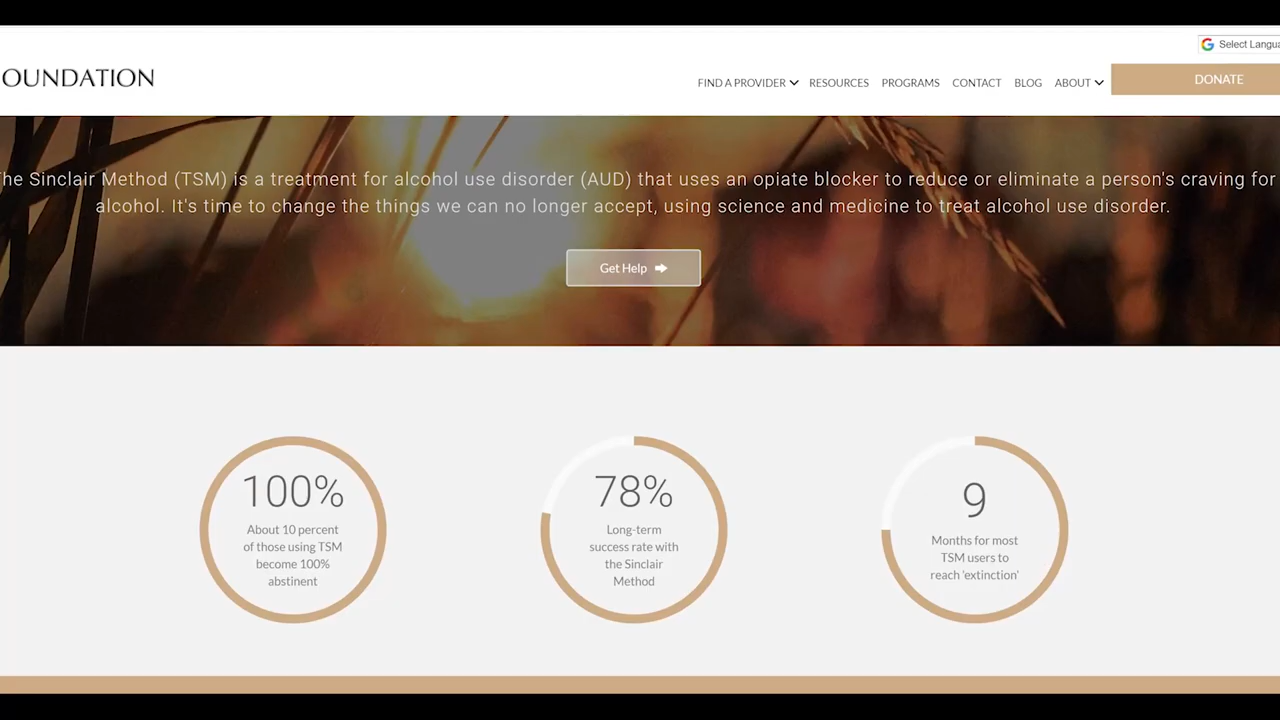 Select Langua
OUNDATION
FIND A PROVIDER
RESOURCES
PROGRAMS
CONTACT
BLOG
ABOUT
DONATE
he Sinclair Method (TSM) is a treatment for alcohol use disorder (AUD) that uses an opiate blocker to reduce or eliminate a person's craving for
alcohol. It's time to change the things we can no longer accept, using science and medicine to treat alcohol use disorder.
Get Help
100%
About 10 percent
of those using TSM
become 100%
abstinent
78%
Long-term
success rate with
the Sinclair
Method
9
Months for most
TSM users to
reach 'extinction'